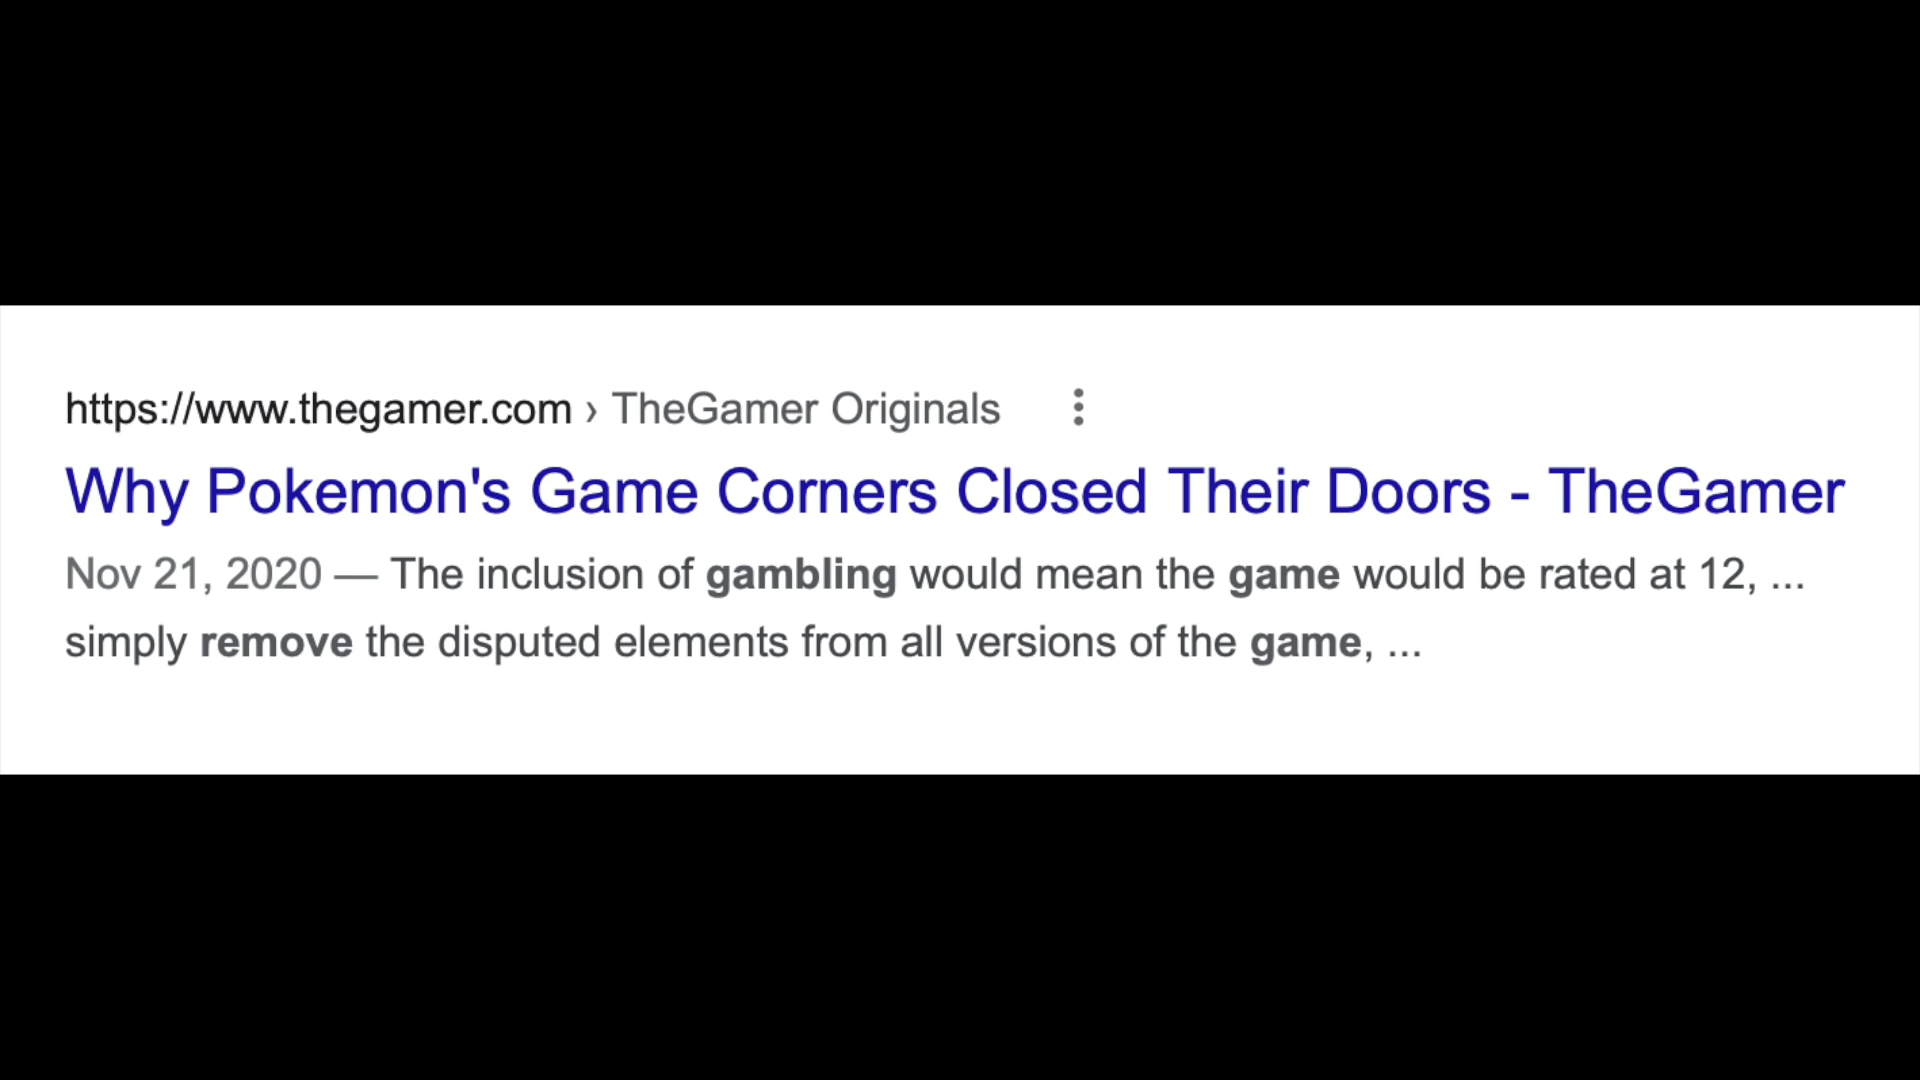 https://www.thegamer.com › TheGamer Originals
Why Pokemon's Game Corners Closed Their Doors - TheGamer
Nov 21, 2020 — The inclusion of gambling would mean the game would be rated at 12, ...
simply remove the disputed elements from all versions of the game, ...